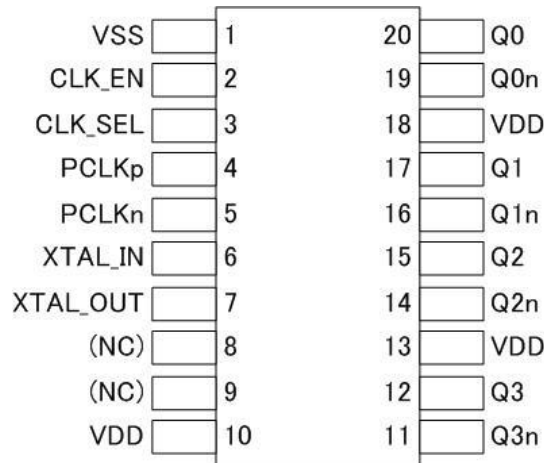 VSS 1 20 Q0
CLK_EN 2 19 Q0n
CLK_SEL 3 18 VDD
PCLKp 4 17 Q1
PCLKn 5 16 Q1n
XTAL_IN 6 15 Q2
XTAL_OUT 7 14 Q2n
(NC) 8 13 VDD
(NC) 9 12 Q3
VDD 10 11 Q3n